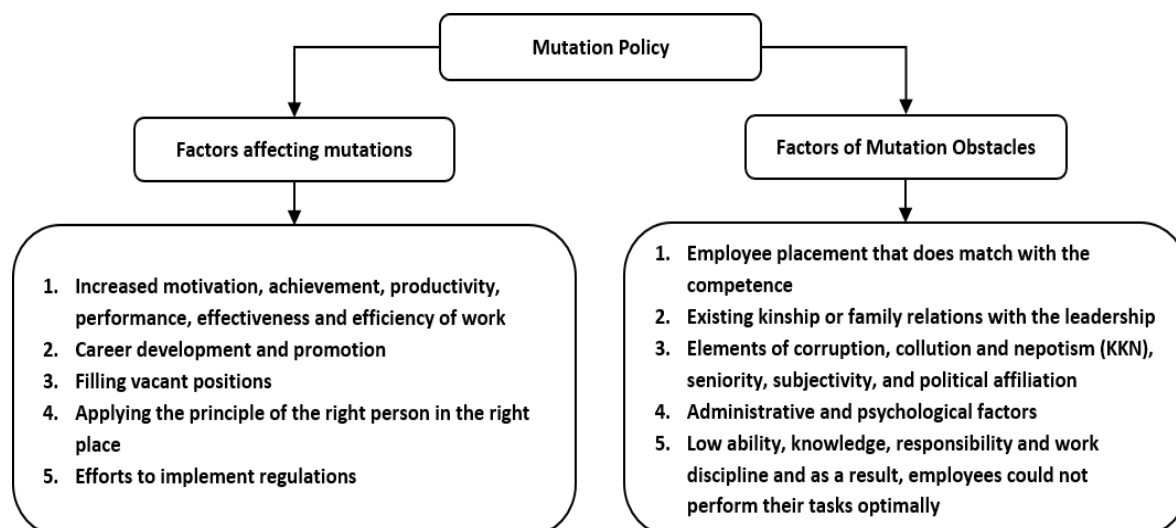 Mutation Policy
Factors affecting mutations
Factors of Mutation Obstacles
1. Increased motivation, achievement, productivity,
performance, effectiveness and efficiency of work
2. Career development and promotion
3. Filling vacant positions
4. Applying the principle of the right person in the right
place
5. Efforts to implement regulations
1. Employee placement that does match with the
competence
2. Existing kinship or family relations with the leadership
3. Elements of corruption, collution and nepotism (KKN),
seniority, subjectivity, and political affiliation
4. Administrative and psychological factors
5. Low ability, knowledge, responsibility and work
discipline and as a result, employees could not
perform their tasks optimally